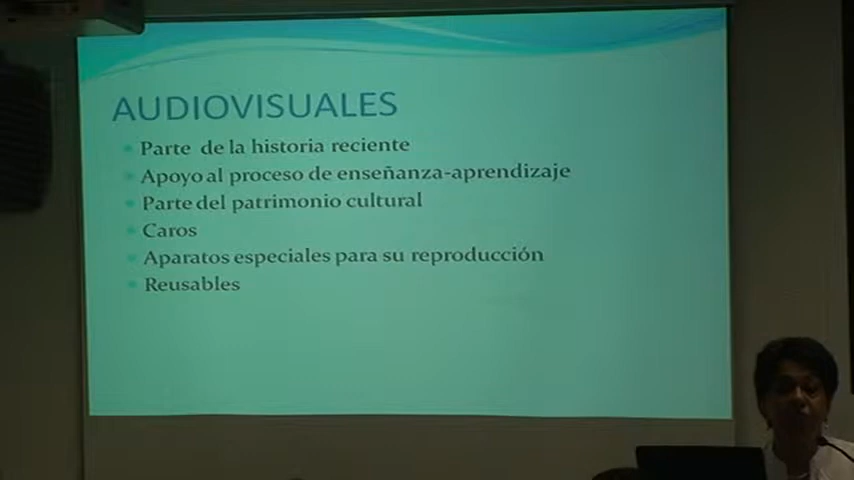 AUDIOVISUALES
Parte de la historia reciente
Apoyo al proceso de enseñanza-aprendizaje
Parte del patrimonio cultural
Caros
Aparatos especiales para su reproducción
Reusables